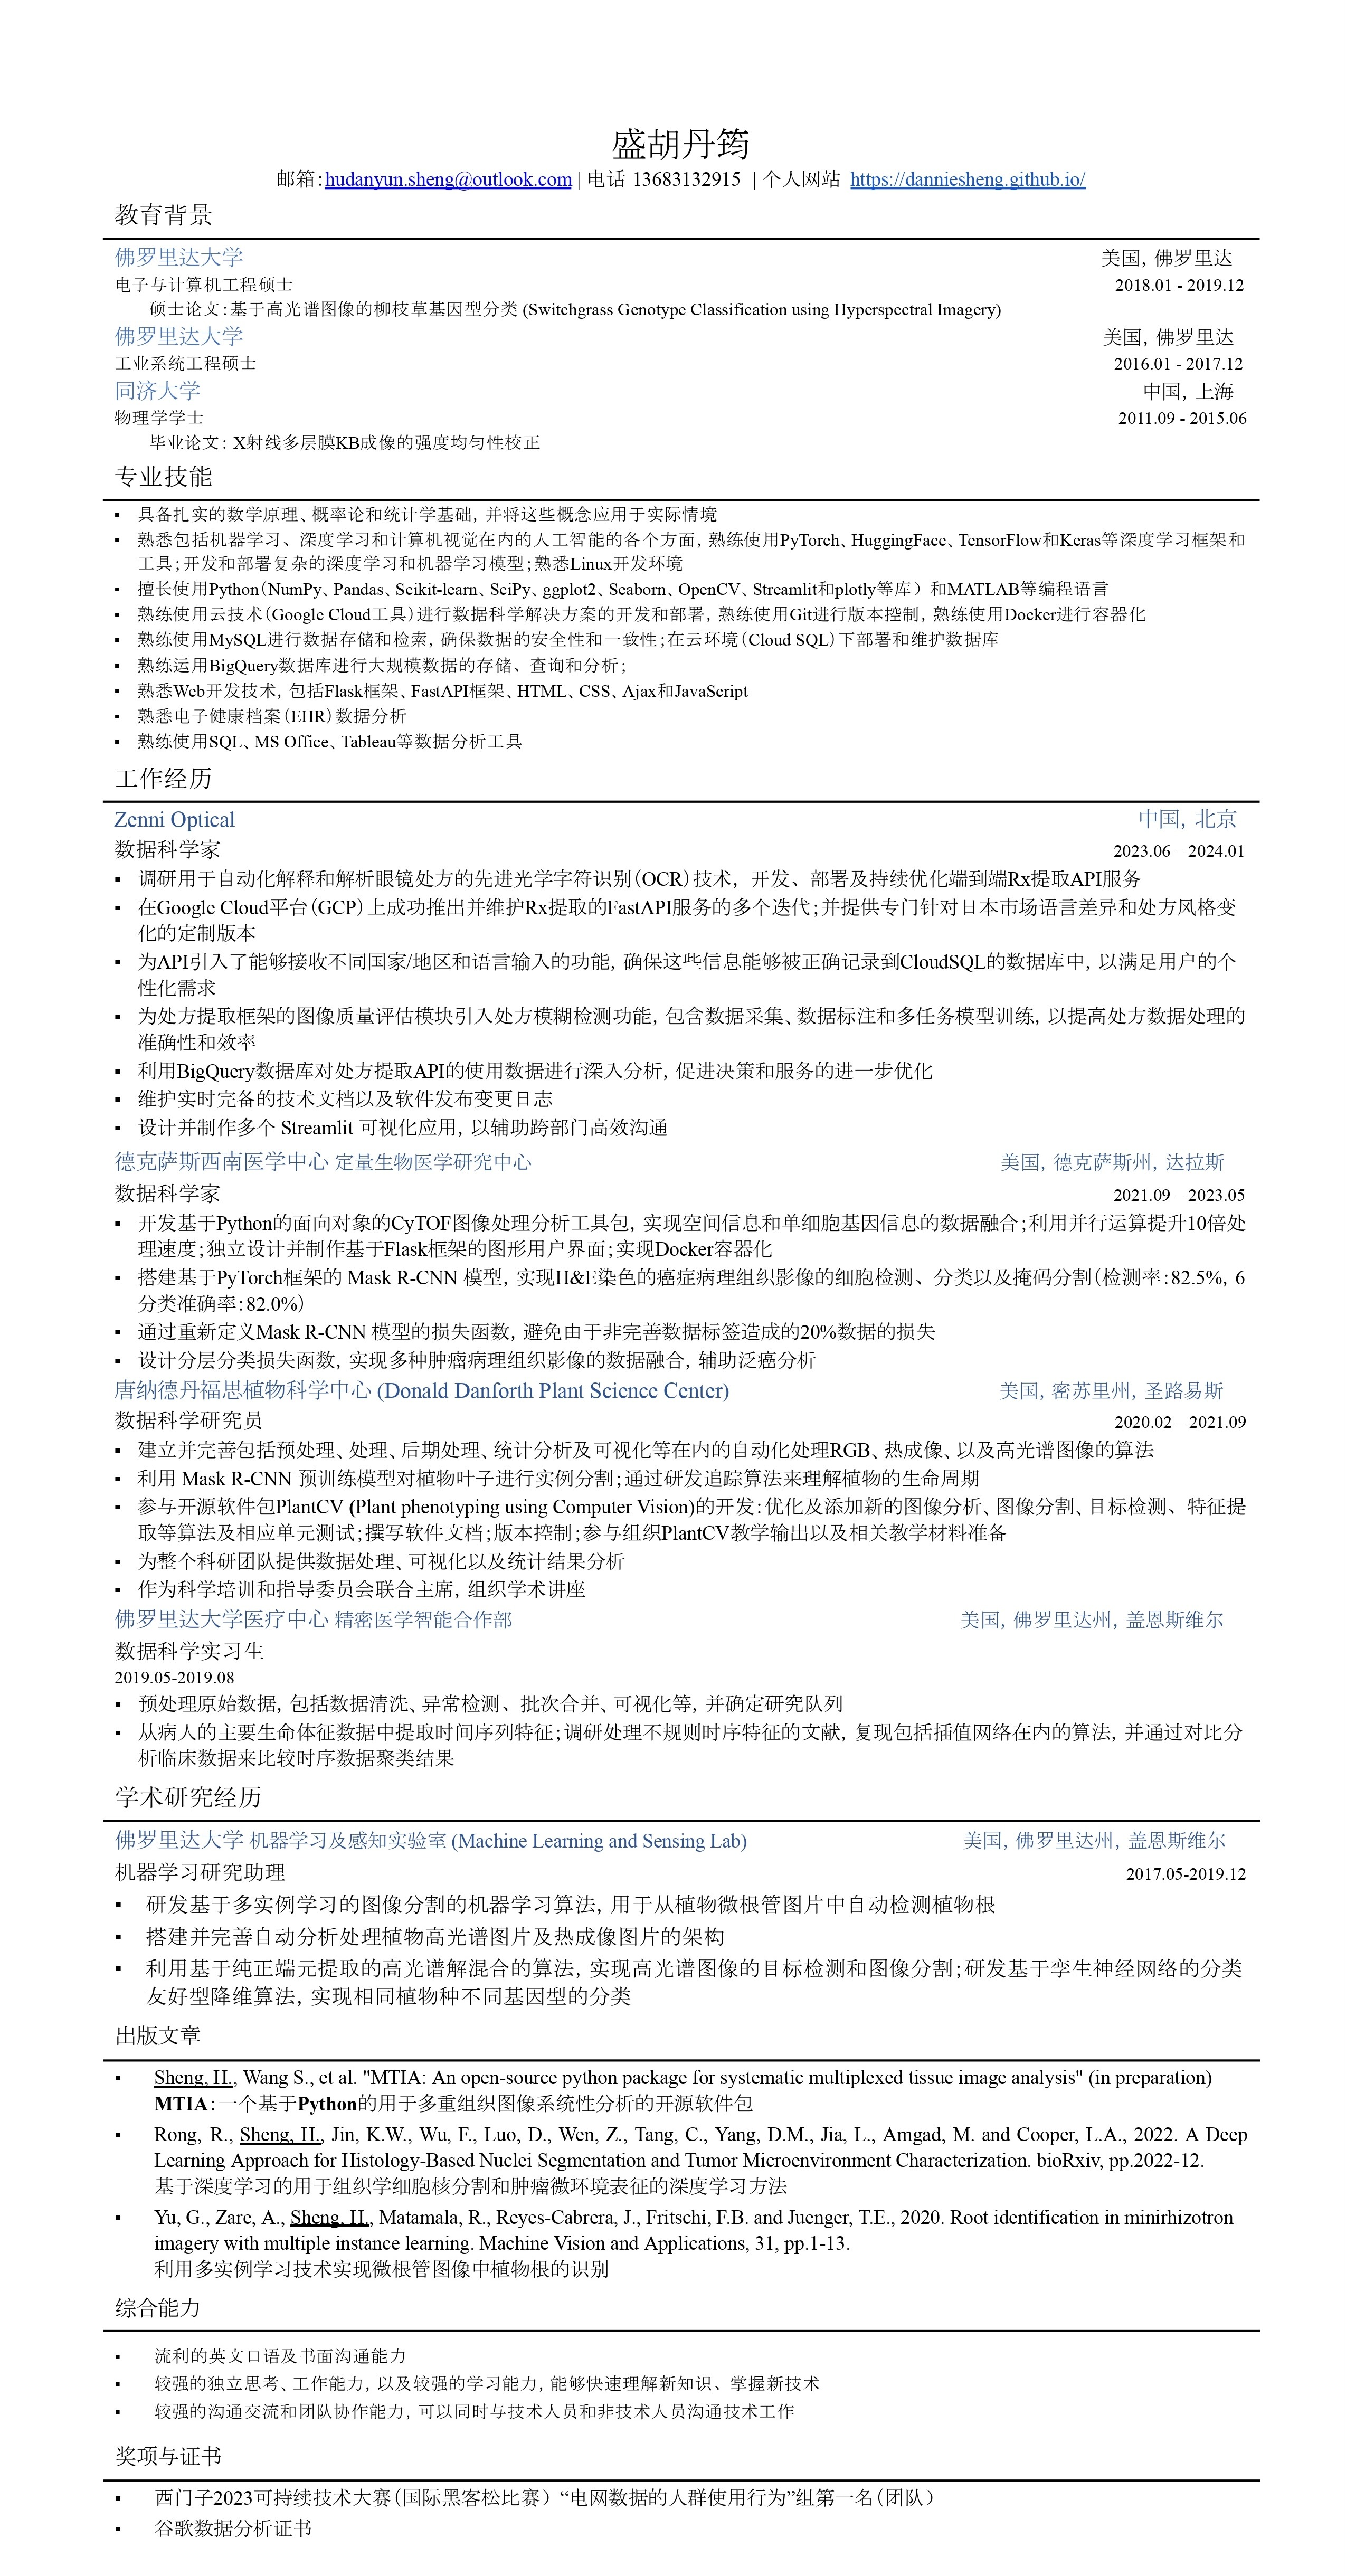 盛胡丹筠
邮箱：hudanyun.sheng@outlook.com | 电话 13683132915 | 个人网站 https://danniesheng.github.io/
教育背景
佛罗里达大学 美国，佛罗里达
电子与计算机工程硕士 2018.01 - 2019.12
硕士论文：基于高光谱图像的柳枝草基因型分类 (Switchgrass Genotype Classification using Hyperspectral Imagery)
佛罗里达大学 美国，佛罗里达
工业系统工程硕士 2016.01 - 2017.12
同济大学 中国，上海
物理学学士 2011.09 - 2015.06
毕业论文：X射线多层膜KB成像的强度均匀性校正
专业技能
▪ 具备扎实的数学原理、概率论和统计学基础，并将这些概念应用于实际情境
▪ 熟悉包括机器学习、深度学习和计算机视觉在内的人工智能的各个方面，熟练使用PyTorch、HuggingFace、TensorFlow和Keras等深度学习框架和
工具；开发和部署复杂的深度学习和机器学习模型；熟悉Linux开发环境
▪ 擅长使用Python（NumPy、Pandas、Scikit-learn、SciPy、ggplot2、Seaborn、OpenCV、Streamlit和plotly等库）和MATLAB等编程语言
▪ 熟练使用云技术（Google Cloud工具）进行数据科学解决方案的开发和部署，熟练使用Git进行版本控制，熟练使用Docker进行容器化
▪ 熟练使用MySQL进行数据存储和检索，确保数据的安全性和一致性；在云环境（Cloud SQL）下部署和维护数据库
▪ 熟练运用BigQuery数据库进行大规模数据的存储、查询和分析；
▪ 熟悉Web开发技术，包括Flask框架、FastAPI框架、HTML、CSS、Ajax和JavaScript
▪ 熟悉电子健康档案（EHR）数据分析
▪ 熟练使用SQL、MS Office、Tableau等数据分析工具
工作经历
Zenni Optical 中国，北京
数据科学家 2023.06 – 2024.01
▪ 调研用于自动化解释和解析眼镜处方的先进光学字符识别（OCR）技术，开发、部署及持续优化端到端Rx提取API服务
▪ 在Google Cloud平台（GCP）上成功推出并维护Rx提取的FastAPI服务的多个迭代；并提供专门针对日本市场语言差异和处方风格变
化的定制版本
▪ 为API引入了能够接收不同国家/地区和语言输入的功能，确保这些信息能够被正确记录到CloudSQL的数据库中，以满足用户的个
性化需求
▪ 为处方提取框架的图像质量评估模块引入处方模糊检测功能，包含数据采集、数据标注和多任务模型训练，以提高处方数据处理的
准确性和效率
▪ 利用BigQuery数据库对处方提取API的使用数据进行深入分析，促进决策和服务的进一步优化
▪ 维护实时完备的技术文档以及软件发布变更日志
▪ 设计并制作多个 Streamlit 可视化应用，以辅助跨部门高效沟通
德克萨斯西南医学中心 定量生物医学研究中心 美国，德克萨斯州，达拉斯
数据科学家 2021.09 – 2023.05
▪ 开发基于Python的面向对象的CyTOF图像处理分析工具包，实现空间信息和单细胞基因信息的数据融合；利用并行运算提升10倍处
理速度；独立设计并制作基于Flask框架的图形用户界面；实现Docker容器化
▪ 搭建基于PyTorch框架的 Mask R-CNN 模型，实现H&E染色的癌症病理组织影像的细胞检测、分类以及掩码分割（检测率：82.5%，6
分类准确率：82.0%）
▪ 通过重新定义Mask R-CNN 模型的损失函数，避免由于非完善数据标签造成的20%数据的损失
▪ 设计分层分类损失函数，实现多种肿瘤病理组织影像的数据融合，辅助泛癌分析
唐纳德丹福思植物科学中心 (Donald Danforth Plant Science Center) 美国，密苏里州，圣路易斯
数据科学研究员 2020.02 – 2021.09
▪ 建立并完善包括预处理、处理、后期处理、统计分析及可视化等在内的自动化处理RGB、热成像、以及高光谱图像的算法
▪ 利用 Mask R-CNN 预训练模型对植物叶子进行实例分割；通过研发追踪算法来理解植物的生命周期
▪ 参与开源软件包PlantCV (Plant phenotyping using Computer Vision)的开发：优化及添加新的图像分析、图像分割、目标检测、特征提
取等算法及相应单元测试；撰写软件文档；版本控制；参与组织PlantCV教学输出以及相关教学材料准备
▪ 为整个科研团队提供数据处理、可视化以及统计结果分析
▪ 作为科学培训和指导委员会联合主席，组织学术讲座
佛罗里达大学医疗中心 精密医学智能合作部 美国，佛罗里达州，盖恩斯维尔
数据科学实习生
2019.05-2019.08
▪ 预处理原始数据，包括数据清洗、异常检测、批次合并、可视化等，并确定研究队列
▪ 从病人的主要生命体征数据中提取时间序列特征；调研处理不规则时序特征的文献，复现包括插值网络在内的算法，并通过对比分
析临床数据来比较时序数据聚类结果
学术研究经历
佛罗里达大学 机器学习及感知实验室 (Machine Learning and Sensing Lab) 美国，佛罗里达州，盖恩斯维尔
机器学习研究助理 2017.05-2019.12
▪ 研发基于多实例学习的图像分割的机器学习算法，用于从植物微根管图片中自动检测植物根
▪ 搭建并完善自动分析处理植物高光谱图片及热成像图片的架构
▪ 利用基于纯正端元提取的高光谱解混合的算法，实现高光谱图像的目标检测和图像分割；研发基于孪生神经网络的分类
友好型降维算法，实现相同植物种不同基因型的分类
出版文章
▪ Sheng, H., Wang S., et al. "MTIA: An open-source python package for systematic multiplexed tissue image analysis" (in preparation)
MTIA：一个基于Python的用于多重组织图像系统性分析的开源软件包
▪ Rong, R., Sheng, H., Jin, K.W., Wu, F., Luo, D., Wen, Z., Tang, C., Yang, D.M., Jia, L., Amgad, M. and Cooper, L.A., 2022. A Deep
Learning Approach for Histology-Based Nuclei Segmentation and Tumor Microenvironment Characterization. bioRxiv, pp.2022-12.
基于深度学习的用于组织学细胞核分割和肿瘤微环境表征的深度学习方法
▪ Yu, G., Zare, A., Sheng, H., Matamala, R., Reyes-Cabrera, J., Fritschi, F.B. and Juenger, T.E., 2020. Root identification in minirhizotron
imagery with multiple instance learning. Machine Vision and Applications, 31, pp.1-13.
利用多实例学习技术实现微根管图像中植物根的识别
综合能力
▪ 流利的英文口语及书面沟通能力
▪ 较强的独立思考、工作能力，以及较强的学习能力，能够快速理解新知识、掌握新技术
▪ 较强的沟通交流和团队协作能力，可以同时与技术人员和非技术人员沟通技术工作
奖项与证书
▪ 西门子2023可持续技术大赛（国际黑客松比赛）“电网数据的人群使用行为”组第一名（团队）
▪ 谷歌数据分析证书